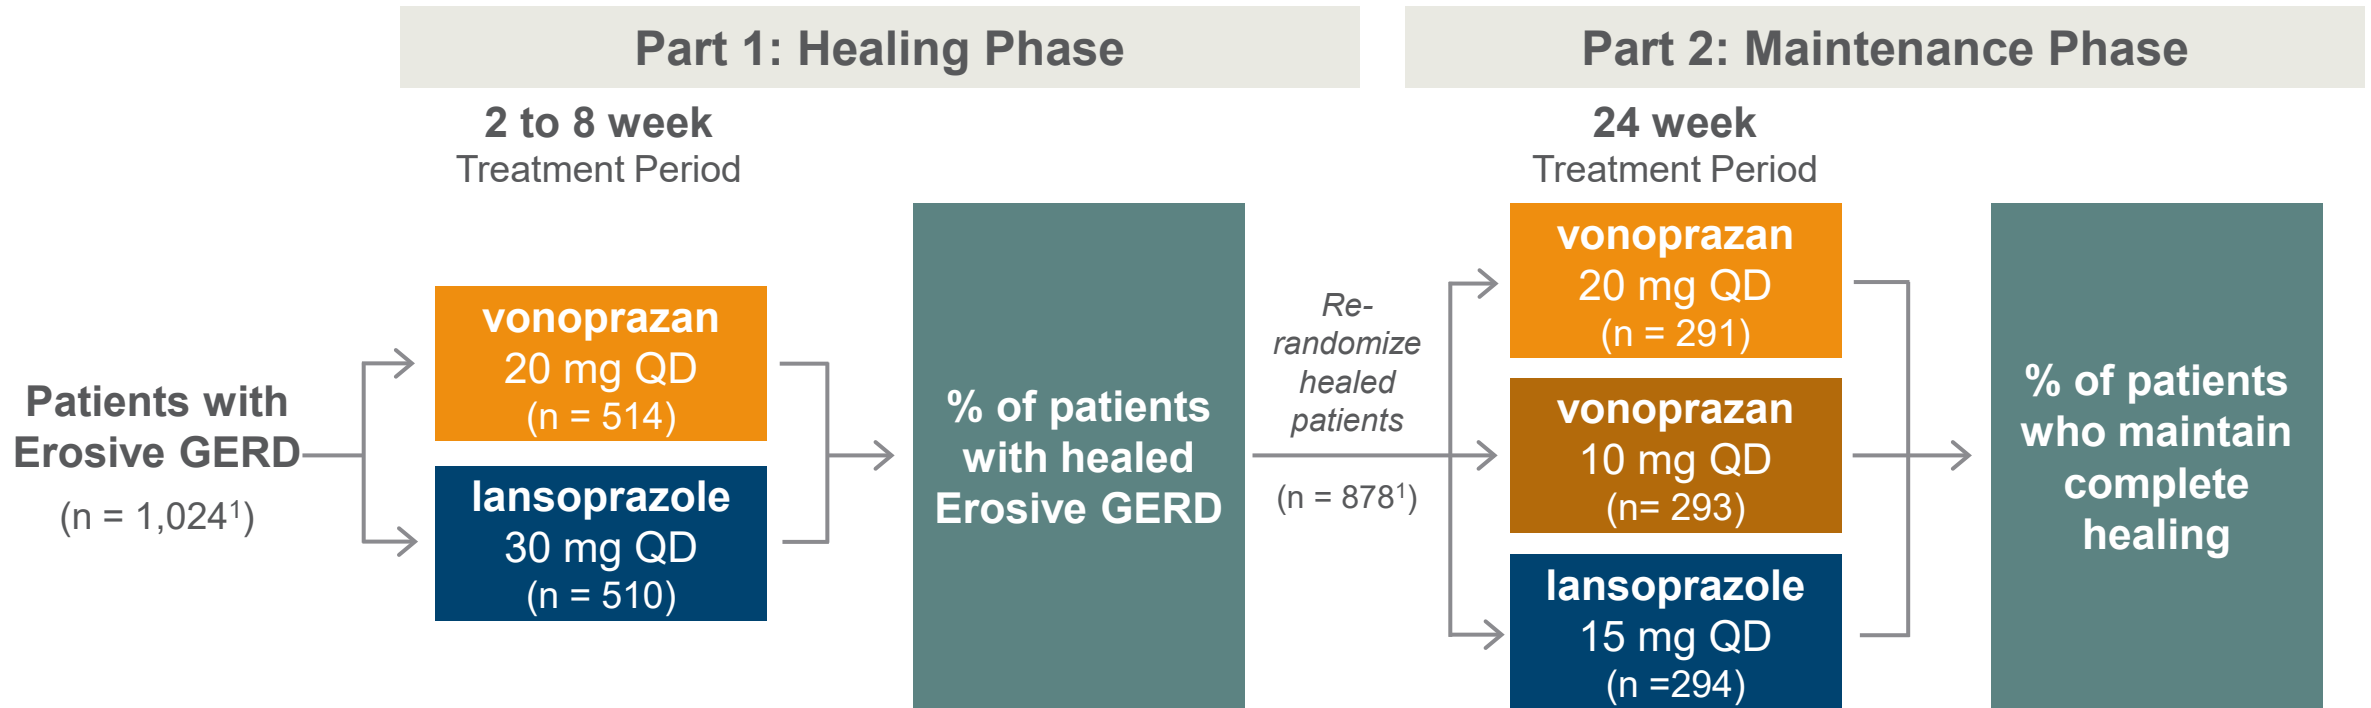 Part 1: Healing Phase
Part 2: Maintenance Phase
2 to 8 week
Treatment Period
24 week
Treatment Period
Patients with
Erosive GERD
(n = 1,024¹)
vonoprazan
20 mg QD
(n = 514)
lansoprazole
30 mg QD
(n = 510)
% of patients
with healed
Erosive GERD
Re-
randomize
healed
patients
(n = 878¹)
vonoprazan
20 mg QD
(n = 291)
vonoprazan
10 mg QD
(n= 293)
lansoprazole
15 mg QD
(n =294)
% of patients
who maintain
complete
healing